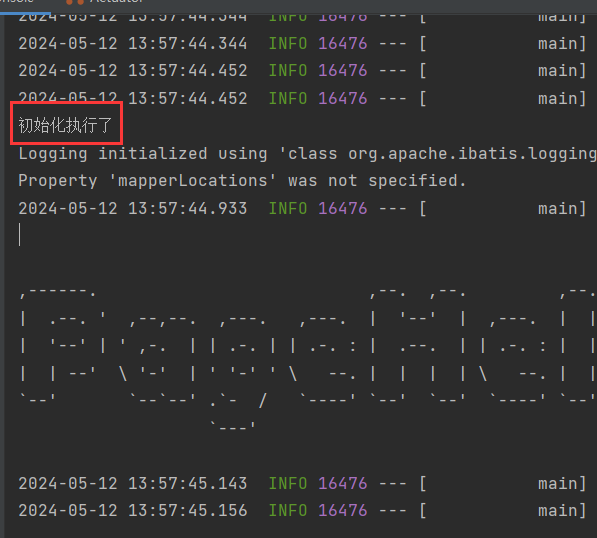 Actuator
2024-05-12 13:57:44.344 INFO 16476 --- [ main]
2024-05-12 13:57:44.344 INFO 16476 --- [ main]
2024-05-12 13:57:44.452 INFO 16476 --- [ main]
2024-05-12 13:57:44.452 INFO 16476 --- [ main]
初始化执行了
Logging initialized using 'class org.apache.ibatis.logging
Property 'mapperLocations' was not specified.
2024-05-12 13:57:44.933 INFO 16476 --- [ main]
,------.                           ,--.  ,--.         ,--.
|  .--. '  ,--,--.  ,---.   ,---.  |  '--'  |  ,---.  |  |
|  '--' | ' ,-.  | | .-. | | .-. : |  .--.  | | .-. : |  |
|  | --'  \ '-'  | ' '-' ' \   --. |  |  |  | \   --. |  |
`--'       `--`--' .`-  /   `----' `--'  `--'  `----' `--'
                   `---'
2024-05-12 13:57:45.143 INFO 16476 --- [ main]
2024-05-12 13:57:45.156 INFO 16476 --- [ main]